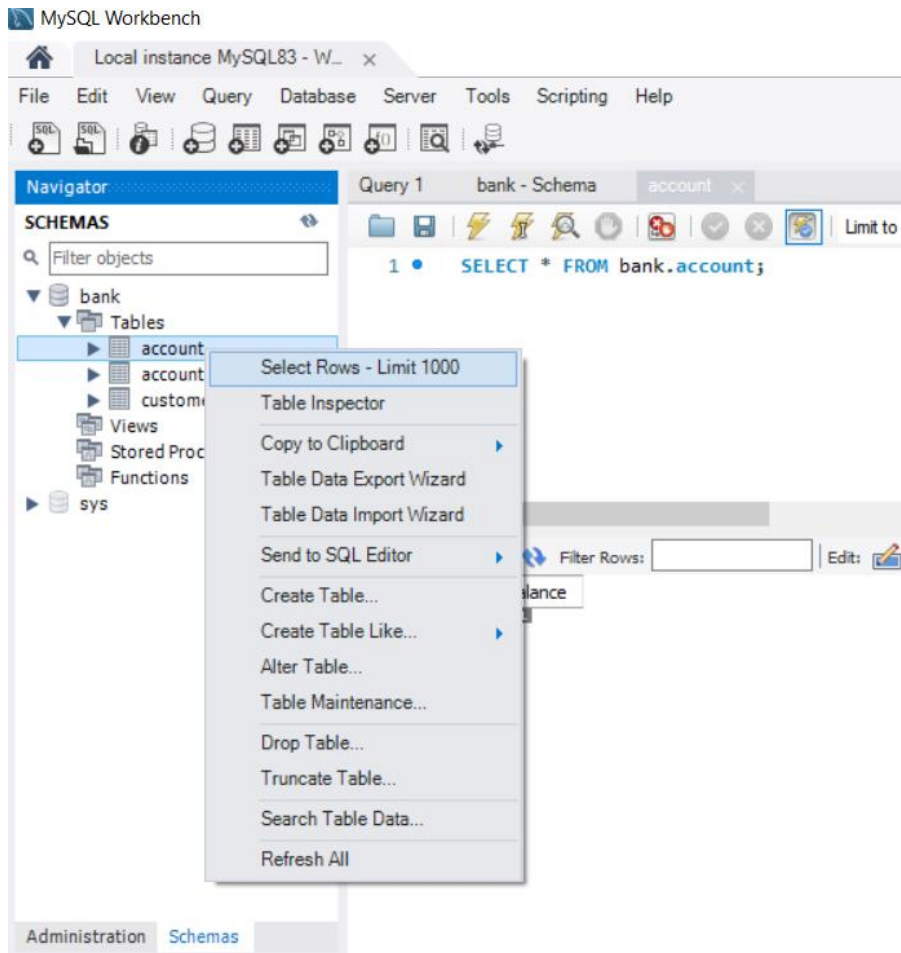 MySQL Workbench
Local instance MySQL83 - W...
File Edit View Query Database Server Tools Scripting Help
Navigator
Query 1 bank - Schema account
SCHEMAS
Limit to
Filter objects
1 SELECT * FROM bank.account;
bank
Tables
account
account
Views
Stored Proc
Functions
sys
Select Rows - Limit 1000
Table Inspector
Copy to Clipboard
Table Data Export Wizard
Table Data Import Wizard
Send to SQL Editor
Filter Rows: Edit:
Create Table...
alance
Create Table Like...
Alter Table...
Table Maintenance...
Drop Table...
Truncate Table...
Search Table Data...
Refresh All
Administration Schemas